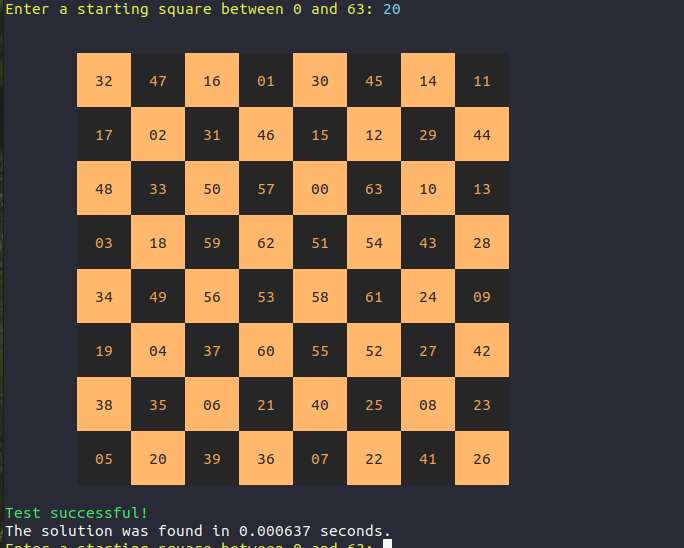 Enter a starting square between 0 and 63: 20
32 47 16 01 30 45 14 11
17 02 31 46 15 12 29 44
48 33 50 57 00 63 10 13
03 18 59 62 51 54 43 28
34 49 56 53 58 61 24 09
19 04 37 60 55 52 27 42
38 35 06 21 40 25 08 23
05 20 39 36 07 22 41 26
Test successful!
The solution was found in 0.000637 seconds.
Enter a starting square between 0 and 63: